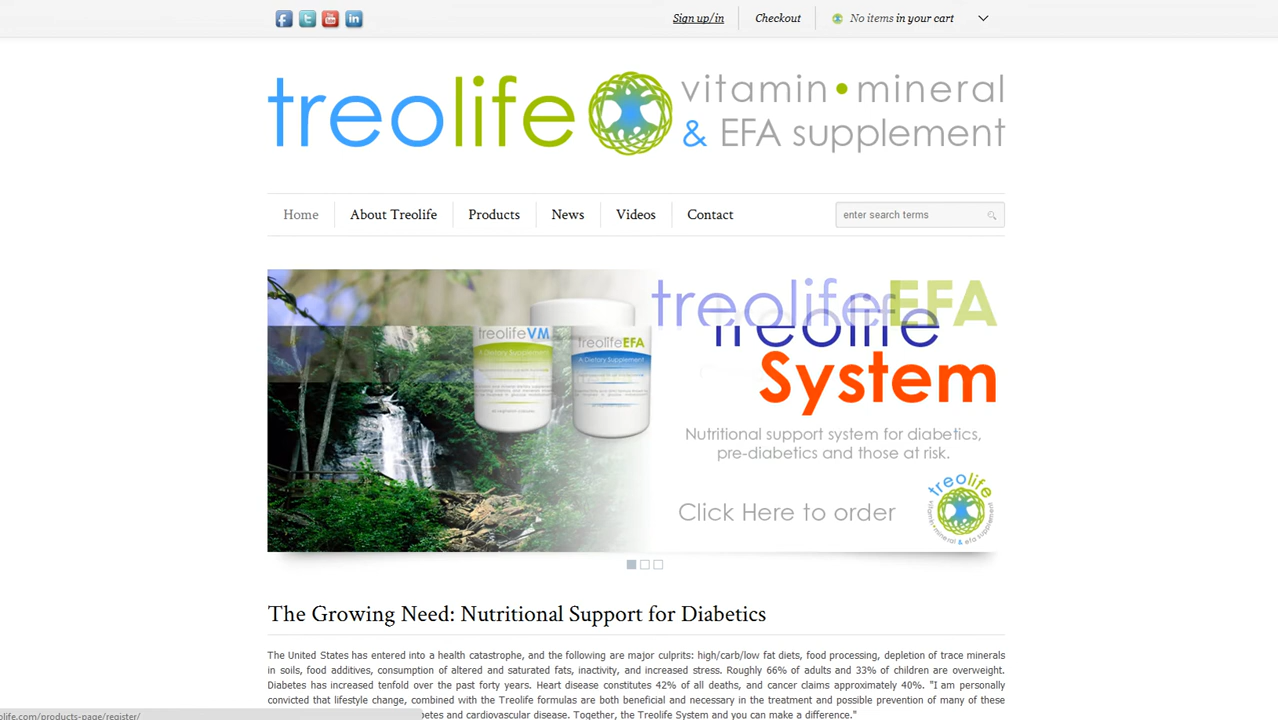 Sign up/in
Checkout
No items in your cart
treolife
vitamin • mineral
& EFA supplement
Home
About Treolife
Products
News
Videos
Contact
enter search terms
treolifeEFA
treolife
System
treolifeVM
A Dietary Supplement
treolifeEFA
A Dietary Supplement
Nutritional support system for diabetics,
pre-diabetics and those at risk.
Click Here to order
treolife
vitamin • mineral & efa supplement
The Growing Need: Nutritional Support for Diabetics
The United States has entered into a health catastrophe, and the following are major culprits: high/carb/low fat diets, food processing, depletion of trace minerals
in soils, food additives, consumption of altered and saturated fats, inactivity, and increased stress. Roughly 66% of adults and 33% of children are overweight.
Diabetes has increased tenfold over the past forty years. Heart disease constitutes 42% of all deaths, and cancer claims approximately 40%. "I am personally
convicted that lifestyle change, combined with the Treolife formulas are both beneficial and necessary in the treatment and possible prevention of many of these
betes and cardiovascular disease. Together, the Treolife System and you can make a difference."
olife.com/products-page/register/